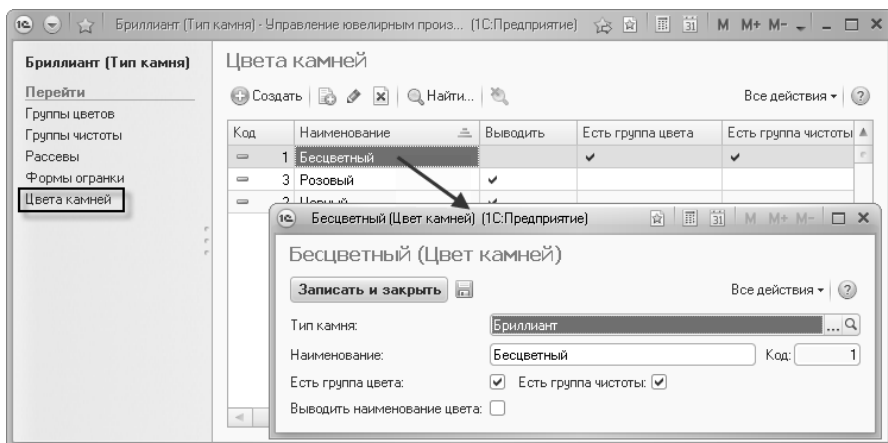 Бриллиант (Тип камня) - Управление ювелирным произ... (1С:Предприятие) M M+ M-
Бриллиант (Тип камня)
Перейти
Группы цветов
Группы чистоты
Рассевы
Формы огранки
Цвета камней
Цвета камней
Создать Найти... Все действия ?
Код Наименование Выводить Есть группа цвета Есть группа чистоты
1 Бесцветный
3 Розовый
2 Черный
Бесцветный (Цвет камней) (1С:Предприятие) M M+ M-
Бесцветный (Цвет камней)
Записать и закрыть Все действия ?
Тип камня: Бриллиант ...
Наименование: Бесцветный Код: 1
Есть группа цвета: Есть группа чистоты:
Выводить наименование цвета: